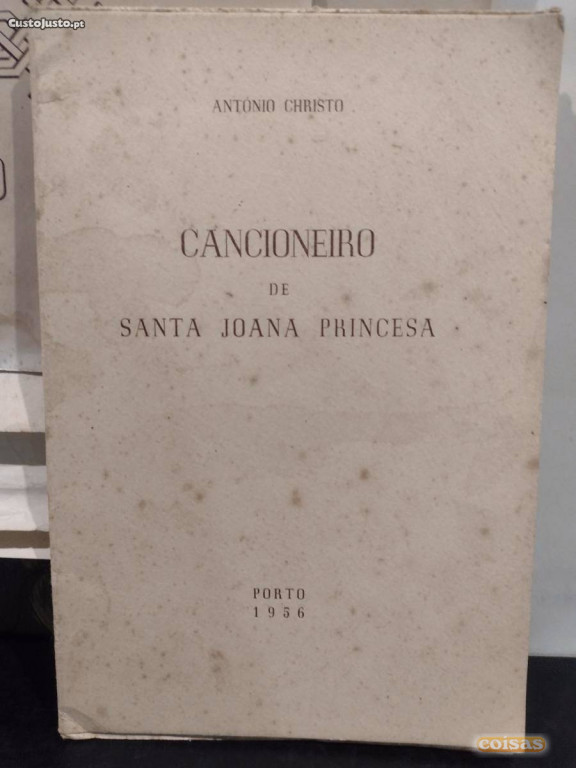 CustoJusto.pt
ANTÓNIO CHRISTO
CANCIONEIRO
DE
SANTA JOANA PRINCESA
PORTO
1956
coisas